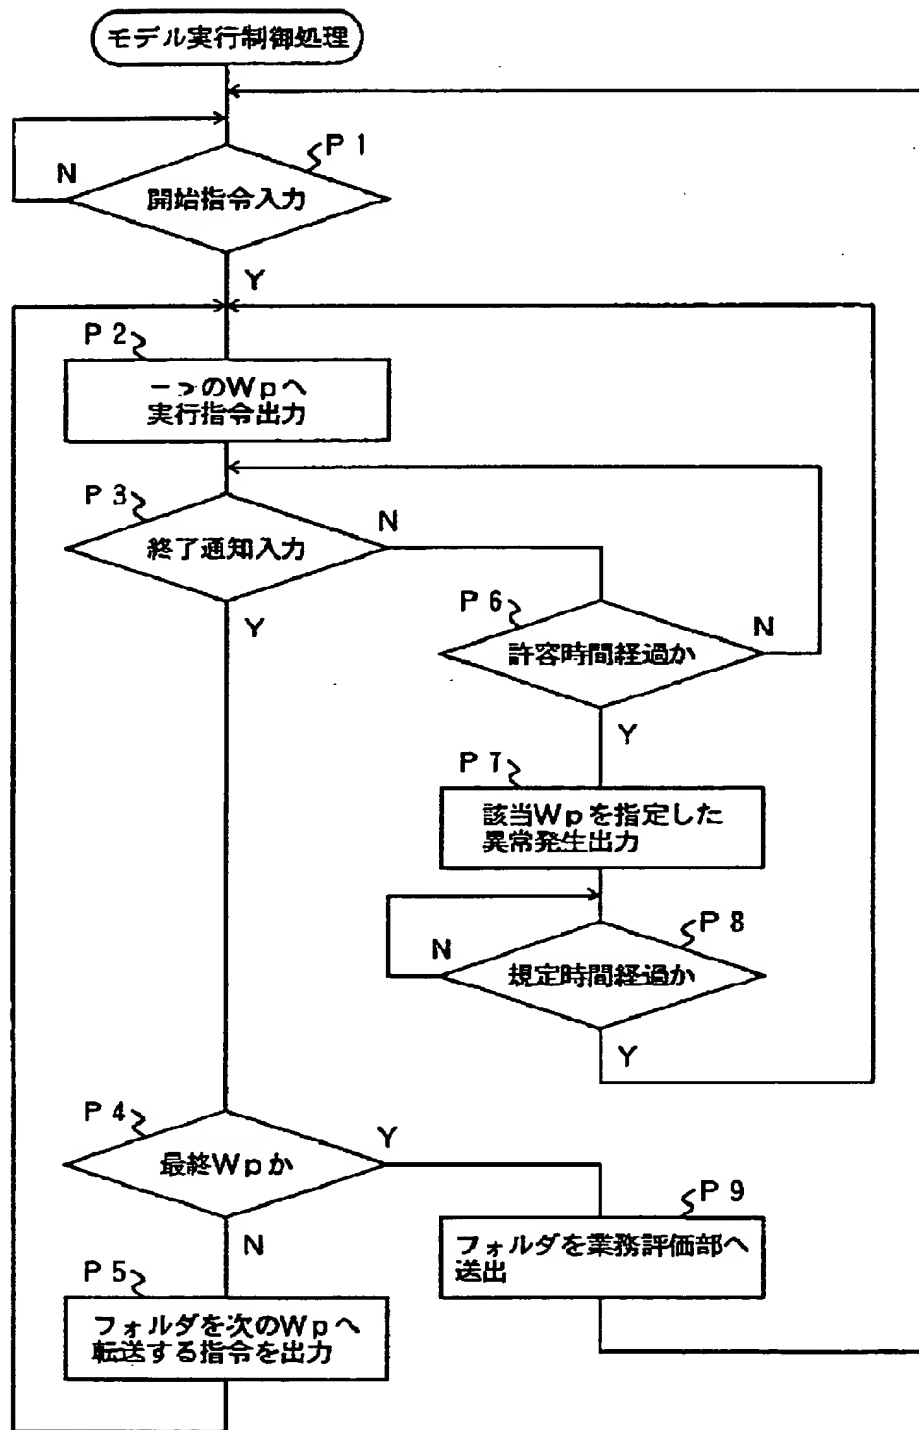 モデル実行制御処理
P1
N
開始指令入力
Y
P2
一つのWpへ
実行指令出力
P3
N
終了通知入力
Y
P6
N
許容時間経過か
Y
P7
該当Wpを指定した
異常発生出力
P8
N
規定時間経過か
Y
P4
Y
最終Wpか
N
P9
フォルダを業務評価部へ
送出
P5
フォルダを次のWpへ
転送する指令を出力